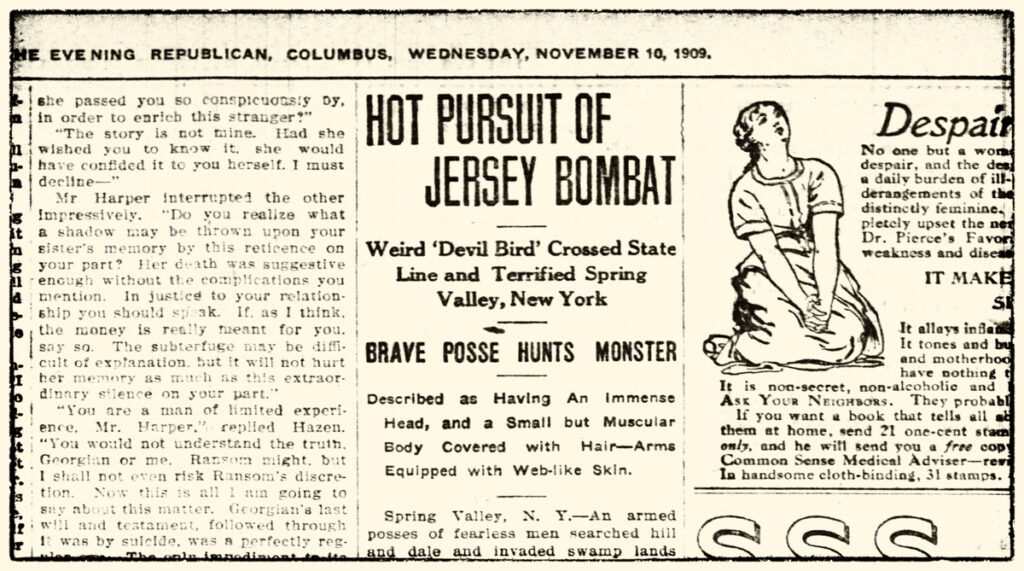 HE EVENING REPUBLICAN, COLUMBUS, WEDNESDAY, NOVEMBER 10, 1909.
she passed you so conspicuously by,
in order to enrich this stranger?"
"The story is not mine. Had she
wished you to know it, she would
have confided it to you herself. I must
decline—"
Mr Harper interrupted the other
impressively. "Do you realize what
a shadow may be thrown upon your
sister's memory by this reticence on
your part? Her death was suggestive
enough without the complications you
mention. In justice to your relation-
ship you should speak. If, as I think,
the money is really meant for you,
say so. The subterfuge may be diffi-
cult of explanation, but it will not hurt
her memory as much as this extraor-
dinary silence on your part."
"You are a man of limited experi-
ence, Mr. Harper," replied Hazen.
"You would not understand the truth.
Georgian or me. Ransom might, but
I shall not even risk Ransom's discre-
tion. Now this is all I am going to
say about this matter. Georgian's last
will and testament, followed through
it was by suicide, was a perfectly reg-
The only impediment to its
HOT PURSUIT OF
JERSEY BOMBAT
Weird 'Devil Bird' Crossed State
Line and Terrified Spring
Valley, New York
BRAVE POSSE HUNTS MONSTER
Described as Having An Immense
Head, and a Small but Muscular
Body Covered with Hair—Arms
Equipped with Web-like Skin.
Spring Valley, N. Y.—An armed
posses of fearless men searched hill
and dale and invaded swamp lands
Despair
No one but a wom
despair, and the des
a daily burden of ill-
derangements of the
distinctly feminine,
pletely upset the ner
Dr. Pierce's Favor
weakness and disea
IT MAKE
S
It allays inflam
It tones and bu
and motherhoo
have nothing t
It is non-secret, non-alcoholic and
ASK YOUR NEIGHBORS. They probabl
If you want a book that tells all ab
them at home, send 21 one-cent stam
only, and he will send you a free cop
Common Sense Medical Adviser—revi
In handsome cloth-binding, 31 stamps.
SSS